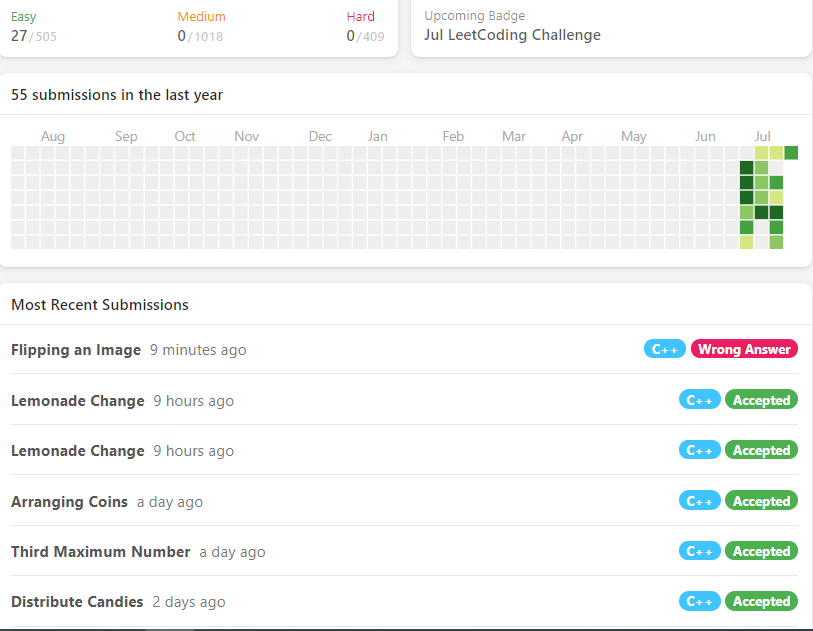 Easy Medium Hard
27/505 0/1018 0/409
Upcoming Badge
Jul LeetCoding Challenge
55 submissions in the last year
Aug Sep Oct Nov Dec Jan Feb Mar Apr May Jun Jul
Most Recent Submissions
Flipping an Image 9 minutes ago C++ Wrong Answer
Lemonade Change 9 hours ago C++ Accepted
Lemonade Change 9 hours ago C++ Accepted
Arranging Coins a day ago C++ Accepted
Third Maximum Number a day ago C++ Accepted
Distribute Candies 2 days ago C++ Accepted